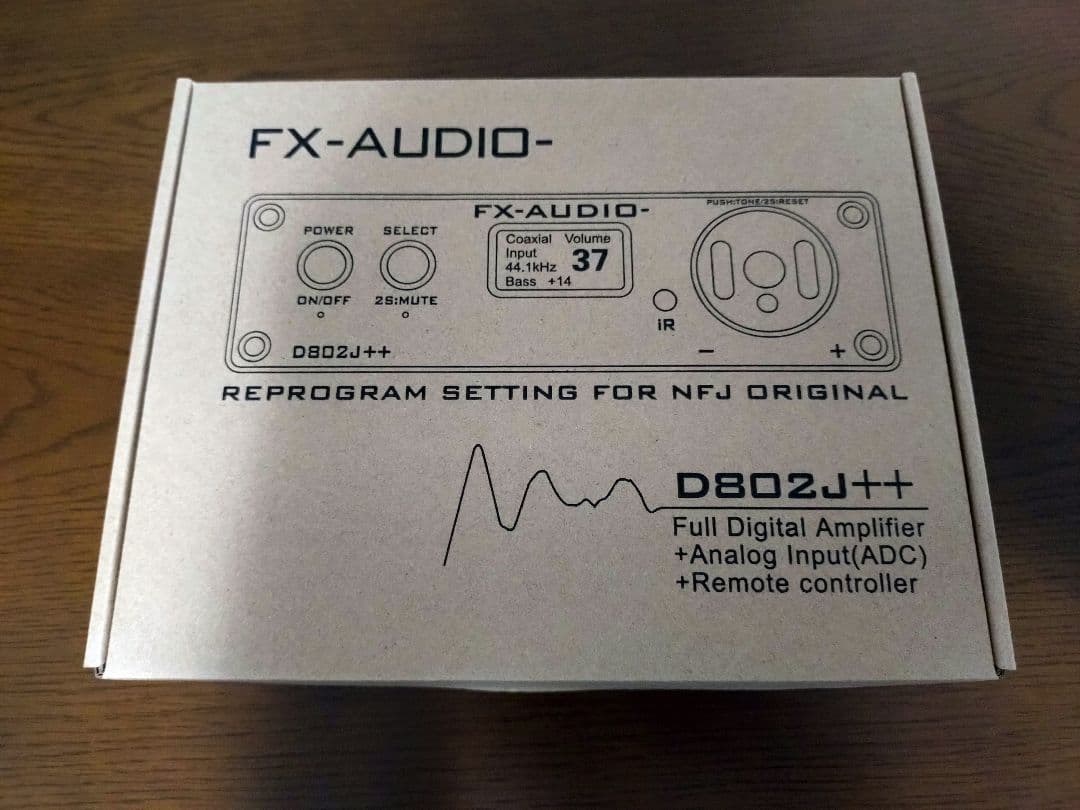 FX-AUDIO-
PUSH:TONE/2S:RESET
FX-AUDIO-
POWER SELECT
Coaxial Volume
Input
37
44.1kHz
Bass +14
ON/OFF 2S:MUTE
iR
D802J++
− +
REPROGRAM SETTING FOR NFJ ORIGINAL
D802J++
Full Digital Amplifier
+Analog Input(ADC)
+Remote controller